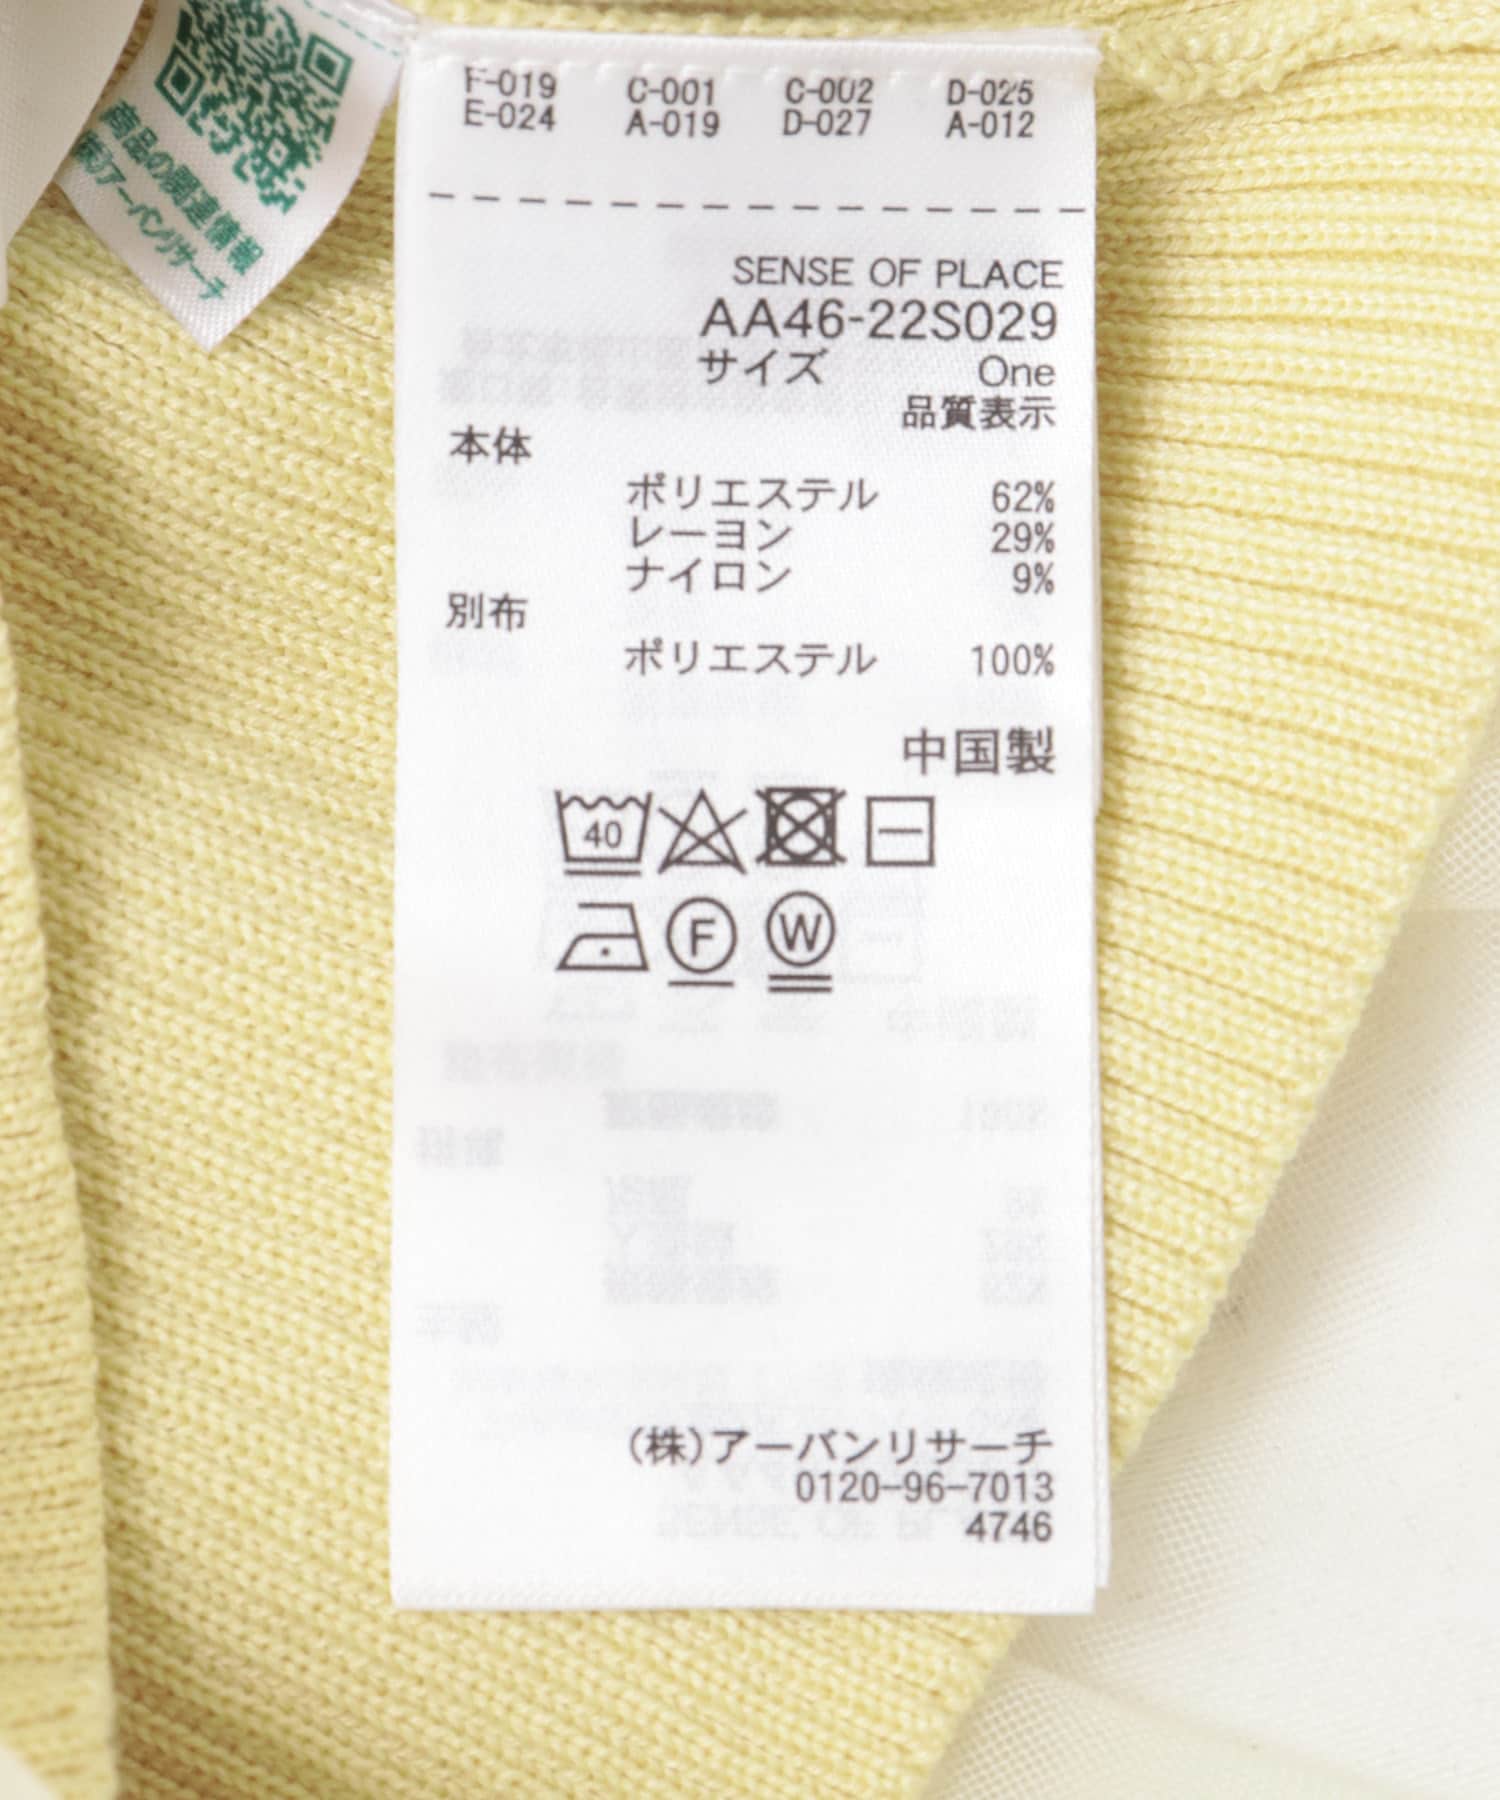 商品の関連情報
(株)アーバンリサーチ
F-019 C-001 C-002 D-025
E-024 A-019 D-027 A-012
SENSE OF PLACE
AA46-22S029
サイズ One
品質表示
本体
ポリエステル 62%
レーヨン 29%
ナイロン 9%
別布
ポリエステル 100%
中国製
40
F W
(株)アーバンリサーチ
0120-96-7013
4746